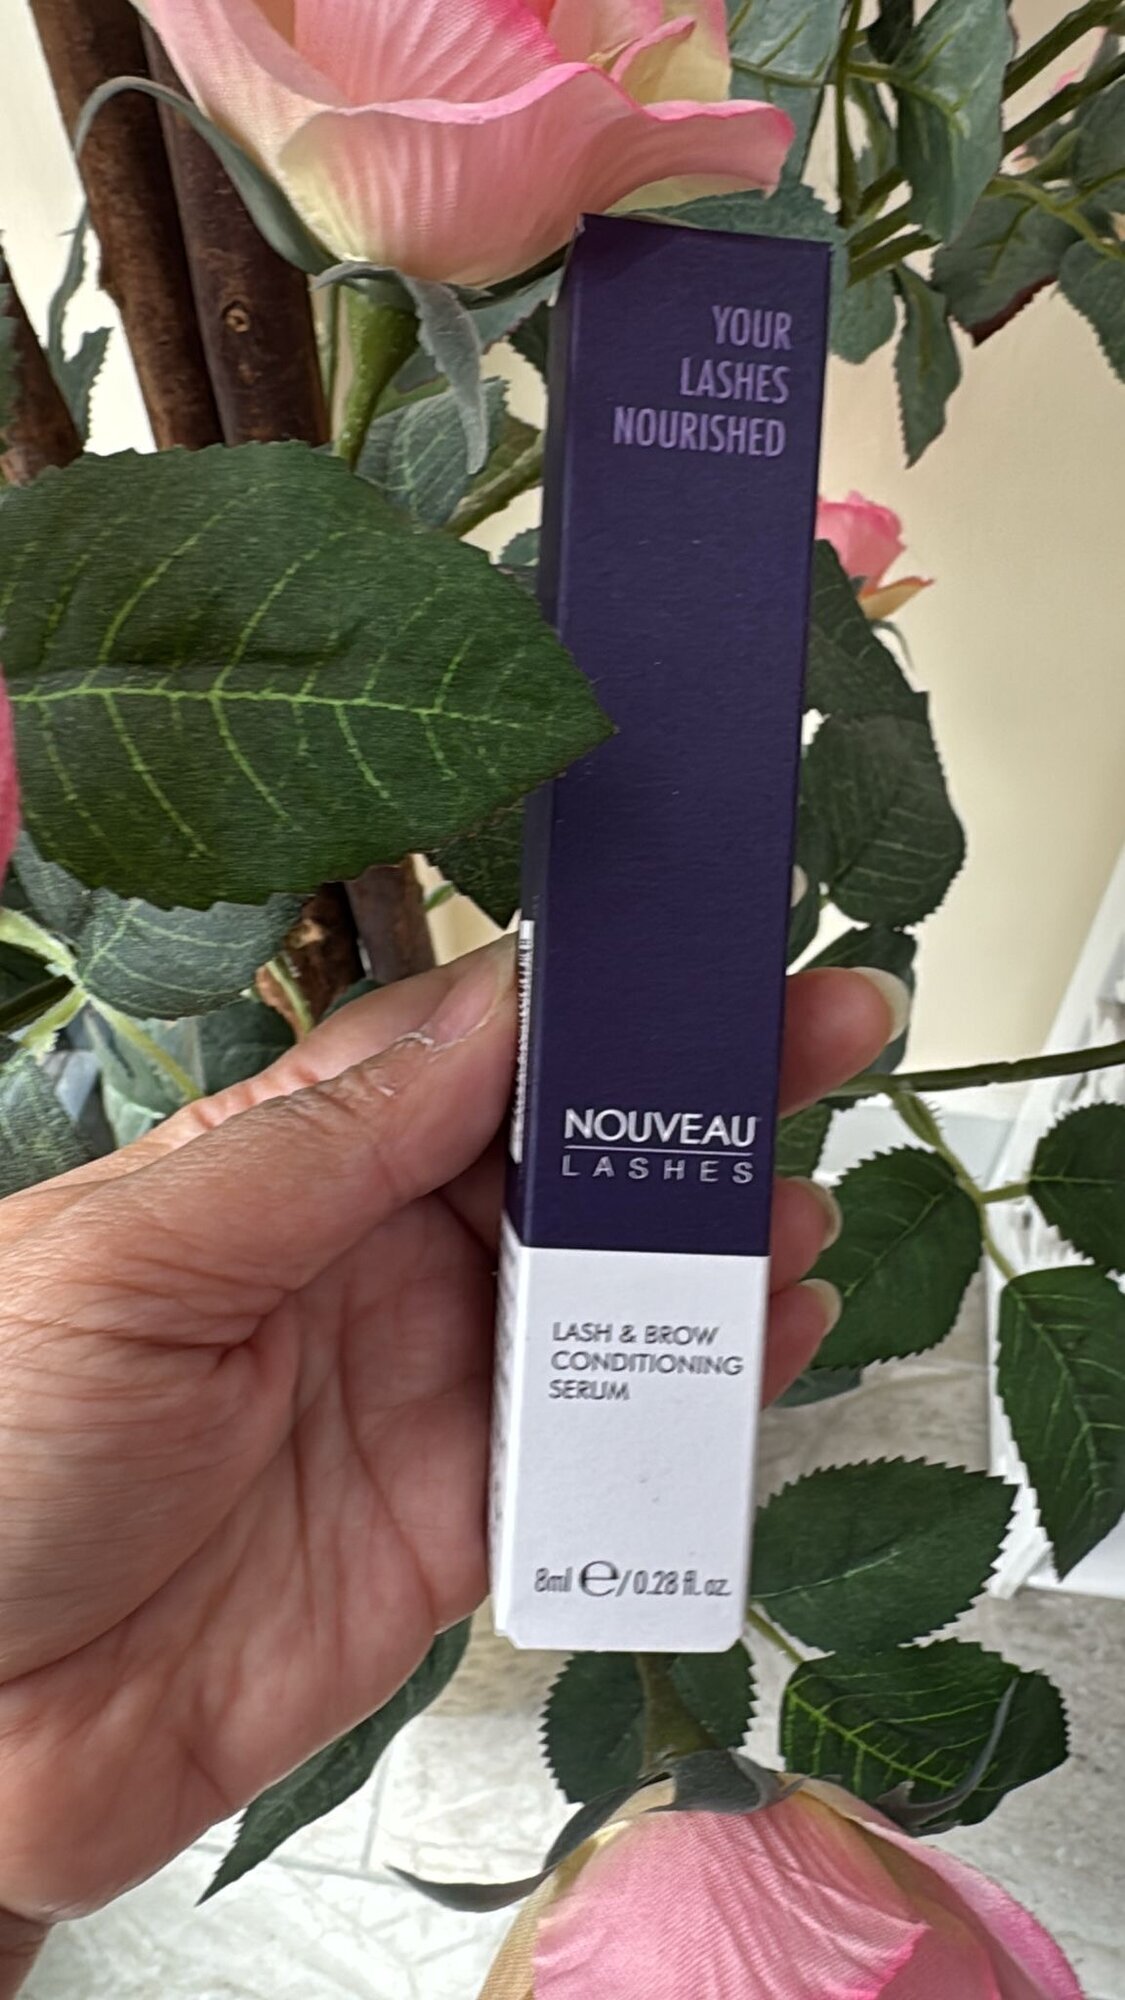 YOUR
LASHES
NOURISHED
NOUVEAU
LASHES
LASH & BROW
CONDITIONING
SERUM
8ml ℮/0.28 fl. oz.